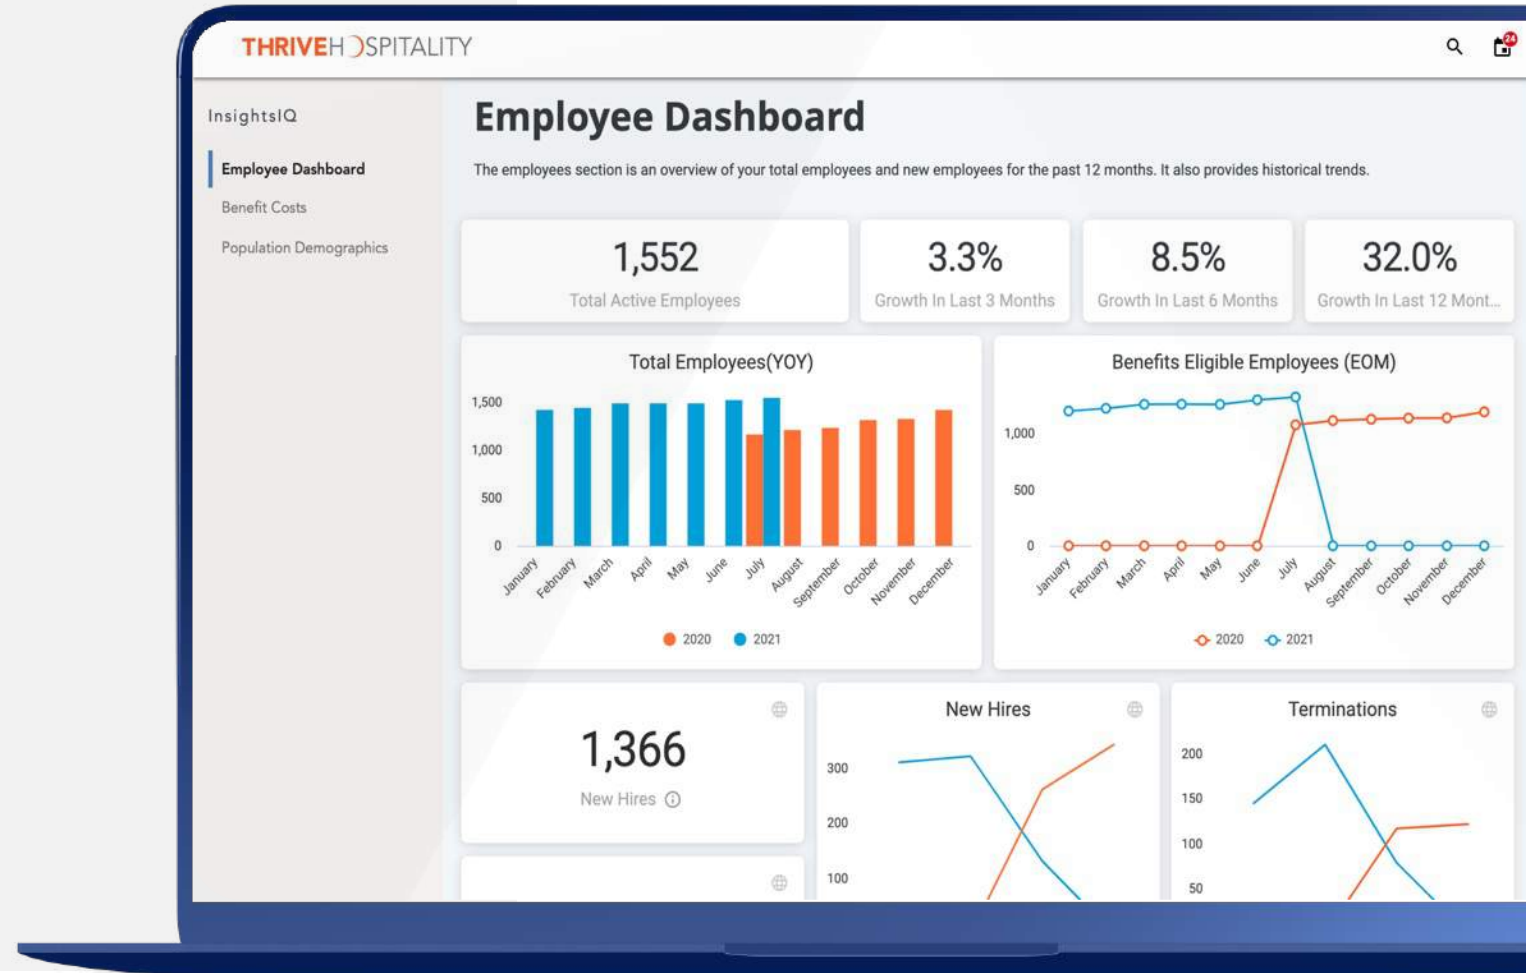 THRIVEHOSPITALITY
24
InsightsIQ
Employee Dashboard
Benefit Costs
Population Demographics
Employee Dashboard
The employees section is an overview of your total employees and new employees for the past 12 months. It also provides historical trends.
1,552
Total Active Employees
3.3%
Growth In Last 3 Months
8.5%
Growth In Last 6 Months
32.0%
Growth In Last 12 Mont...
Total Employees(YOY)
1,500
1,000
500
0
January
February
March
April
May
June
July
August
September
October
November
December
2020 2021
Benefits Eligible Employees (EOM)
1,000
500
0
January
February
March
April
May
June
July
August
September
October
November
December
2020 2021
1,366
New Hires
New Hires
300
200
100
Terminations
200
150
100
50